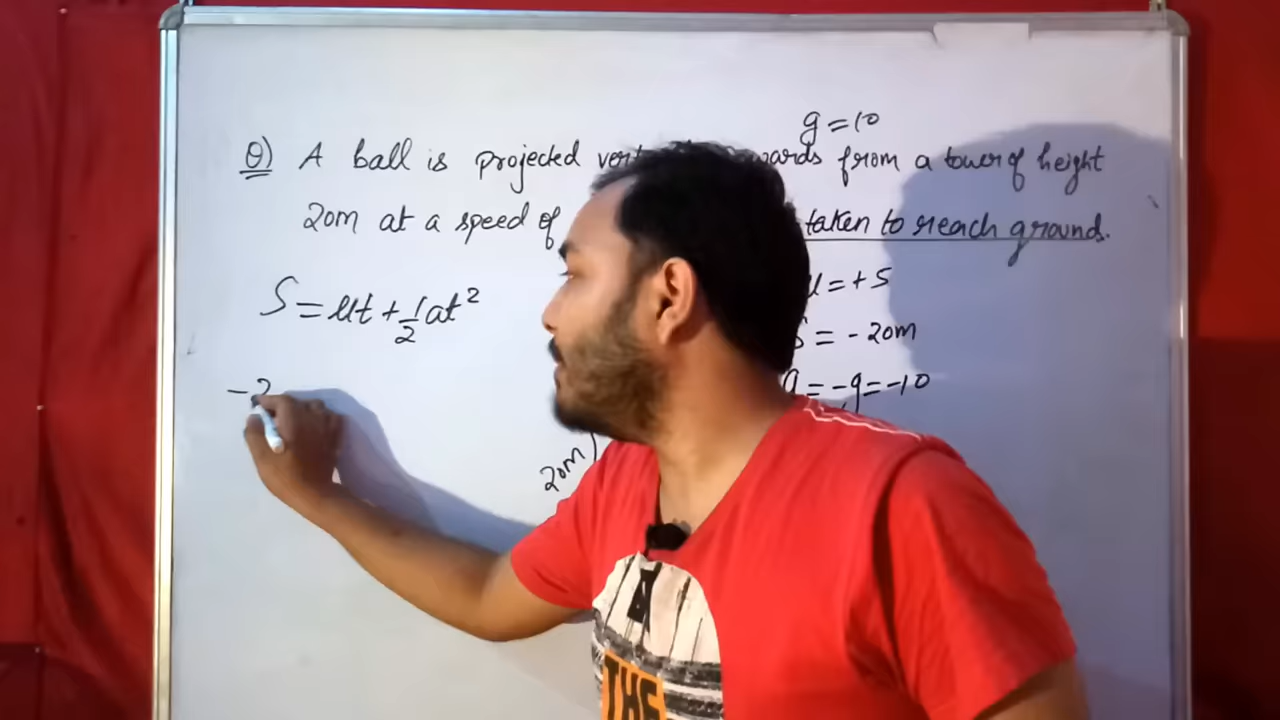 g = 10
Q) A ball is projected wards from a tower of height
20m at a speed of taken to reach ground.
S = ut + 1/2 at²
u = + 5
S = - 20m
a = -g = -10
- 2
20m
THE